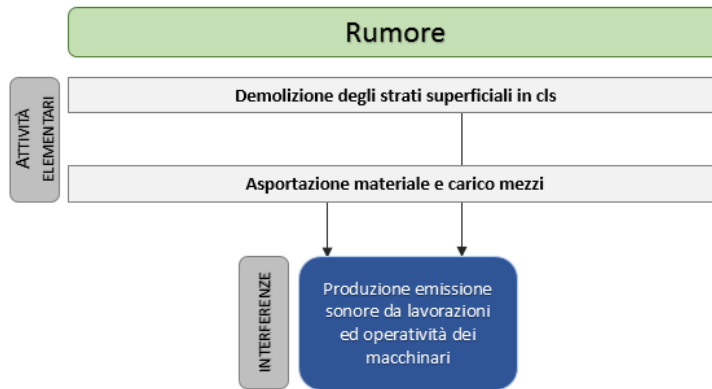 Rumore
ATTIVITÀ
ELEMENTARI
Demolizione degli strati superficiali in cls
Asportazione materiale e carico mezzi
INTERFERENZE
Produzione emissione
sonore da lavorazioni
ed operatività dei
macchinari